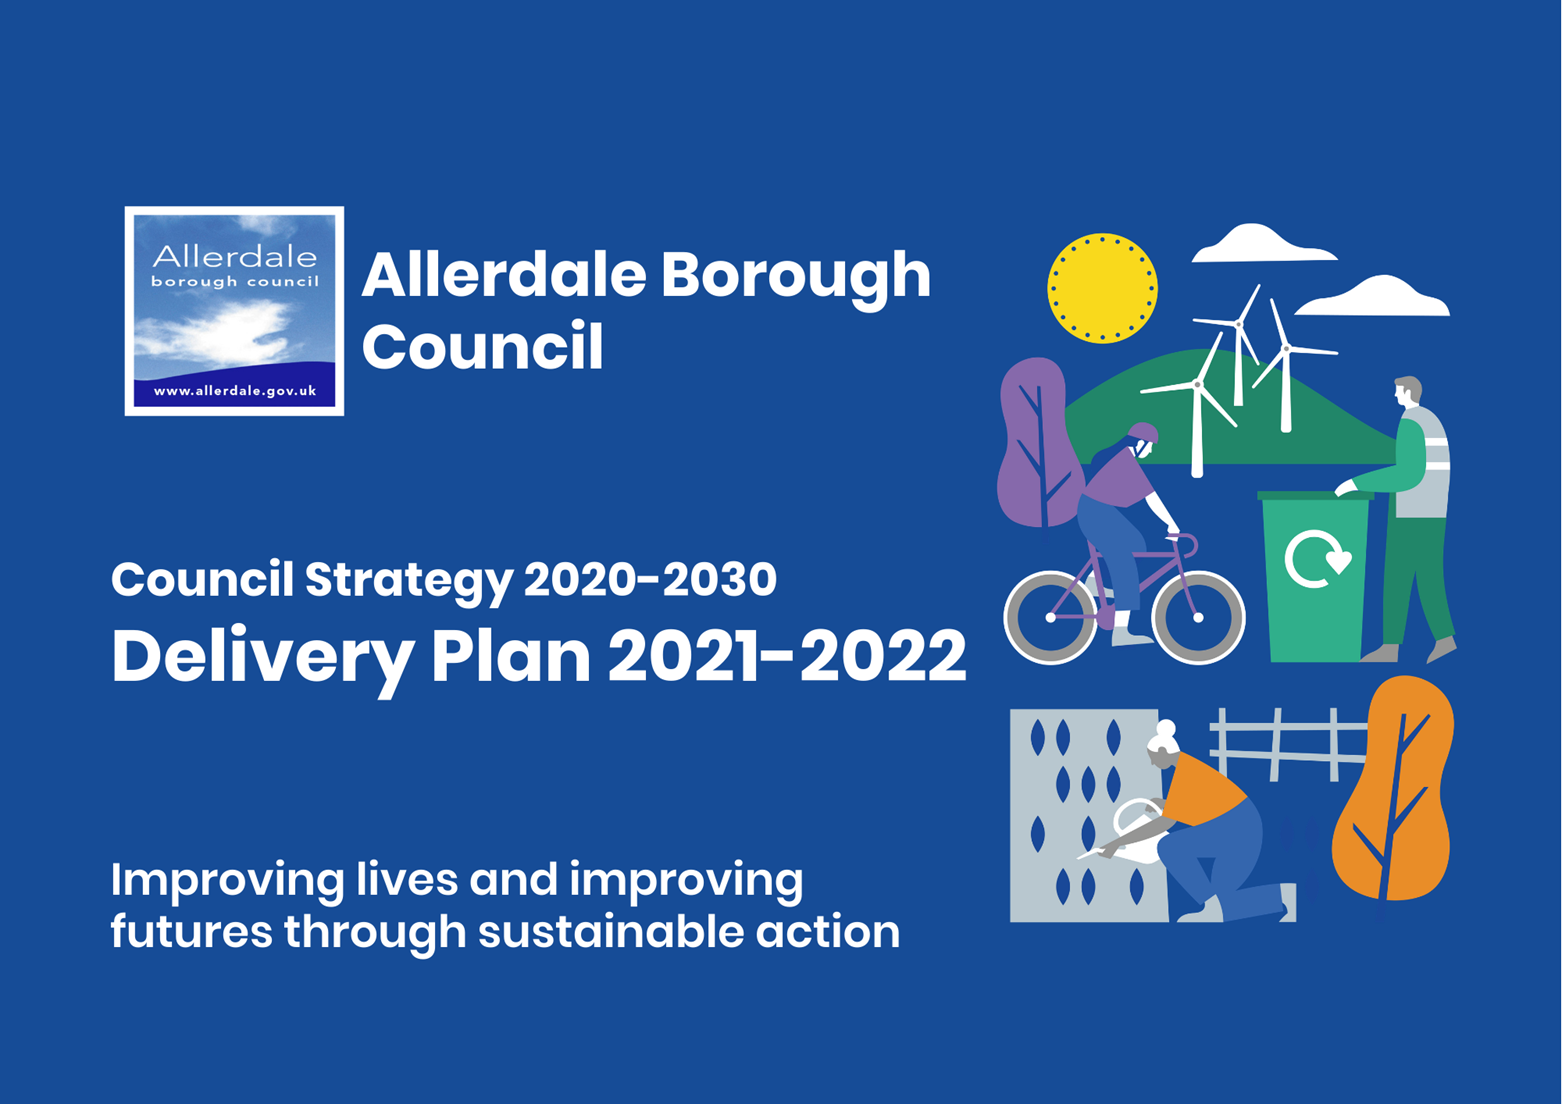 Allerdale
borough council
www.allerdale.gov.uk
Allerdale Borough
Council
Council Strategy 2020-2030
Delivery Plan 2021-2022
Improving lives and improving
futures through sustainable action